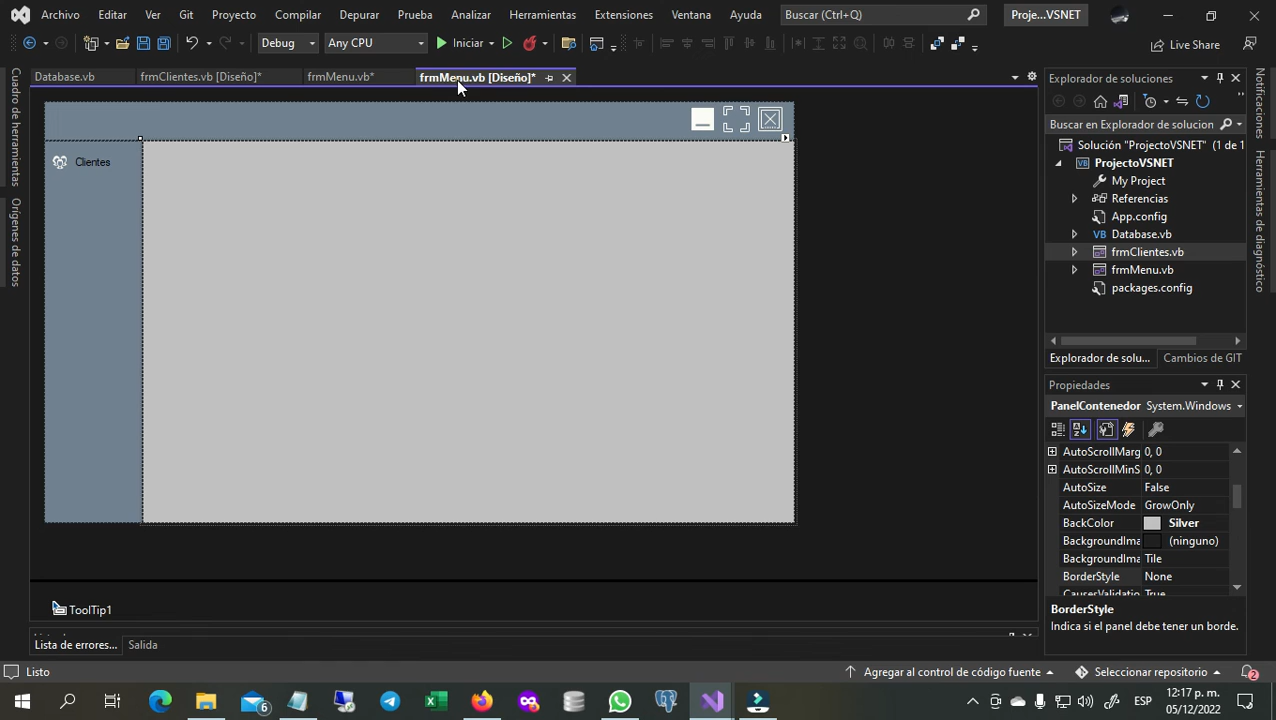 Archivo Editar Ver Git Proyecto Compilar Depurar Prueba Analizar Herramientas Extensiones Ventana Ayuda Buscar (Ctrl+Q) Proje...VSNET
Debug Any CPU Iniciar Live Share
Database.vb frmClientes.vb [Diseño]* frmMenu.vb* frmMenu.vb [Diseño]*
Cuadro de herramientas
Orígenes de datos
Clientes
ToolTip1
Lista de errores... Salida
Explorador de soluciones
Buscar en Explorador de solucion
Solución "ProjectoVSNET" (1 de 1
ProjectoVSNET
My Project
Referencias
App.config
Database.vb
frmClientes.vb
frmMenu.vb
packages.config
Explorador de solu... Cambios de GIT
Propiedades
PanelContenedor System.Windows
AutoScrollMarg 0, 0
AutoScrollMinS 0, 0
AutoSize False
AutoSizeMode GrowOnly
BackColor Silver
BackgroundIma (ninguno)
BackgroundIma Tile
BorderStyle None
CausesValidatio True
BorderStyle
Indica si el panel debe tener un borde.
Notificaciones
Herramientas de diagnóstico
Listo Agregar al control de código fuente Seleccionar repositorio 2
6 ESP 12:17 p. m.
05/12/2022